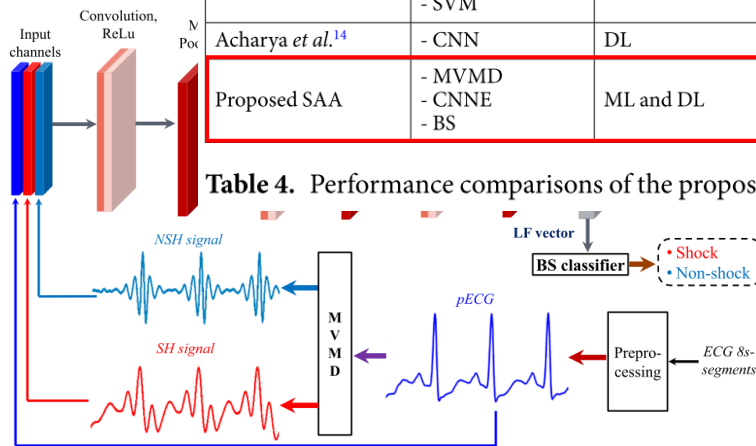 Convolution,
ReLu
Input
channels
- SVM
Acharya et al.14
- CNN
DL
Proposed SAA
- MVMD
- CNNE
- BS
ML and DL
Table 4. Performance comparisons of the
LF vector
BS classifier
• Shock
• Non-shock
NSH signal
SH signal
M
V
M
D
pECG
Prepro-
cessing
ECG 8s-
segments